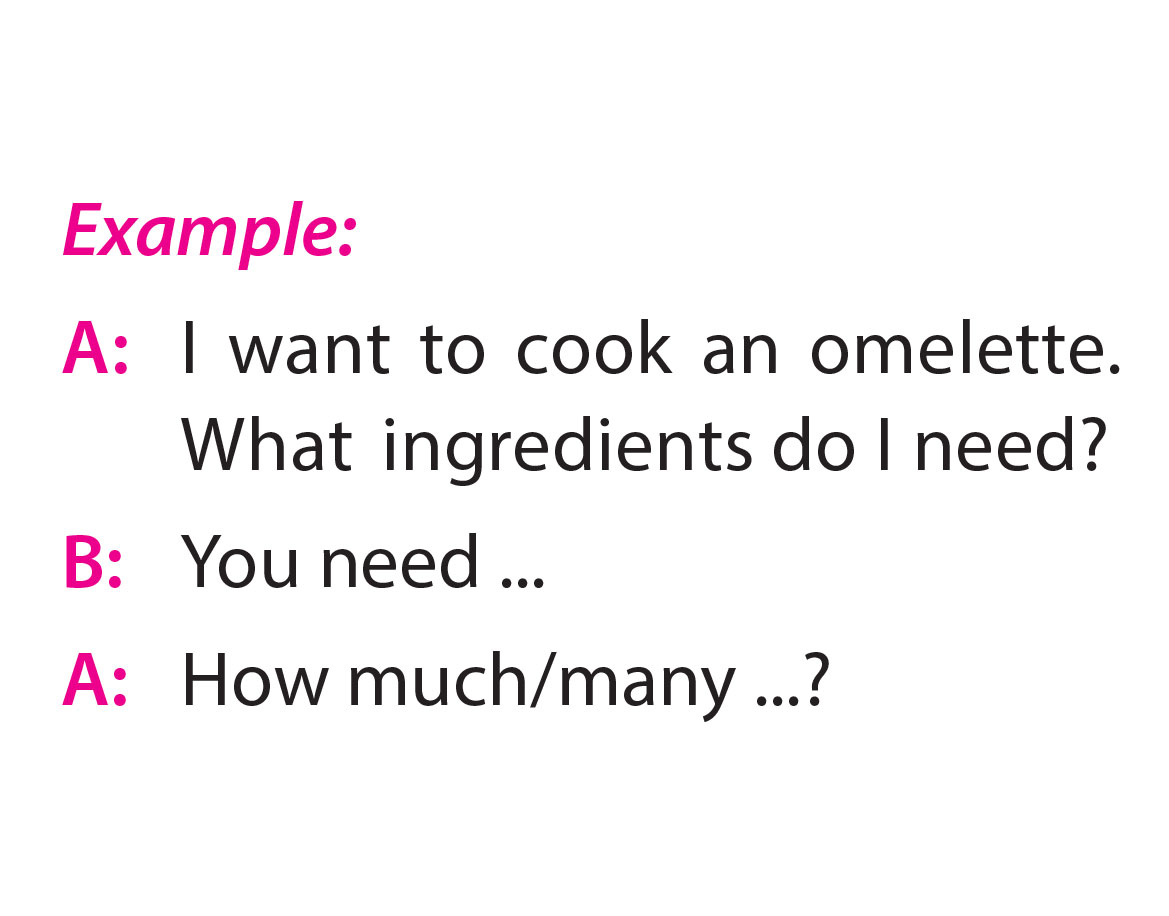 Example:
A: I want to cook an omelette.
What ingredients do I need?
B: You need ...
A: How much/many ...?